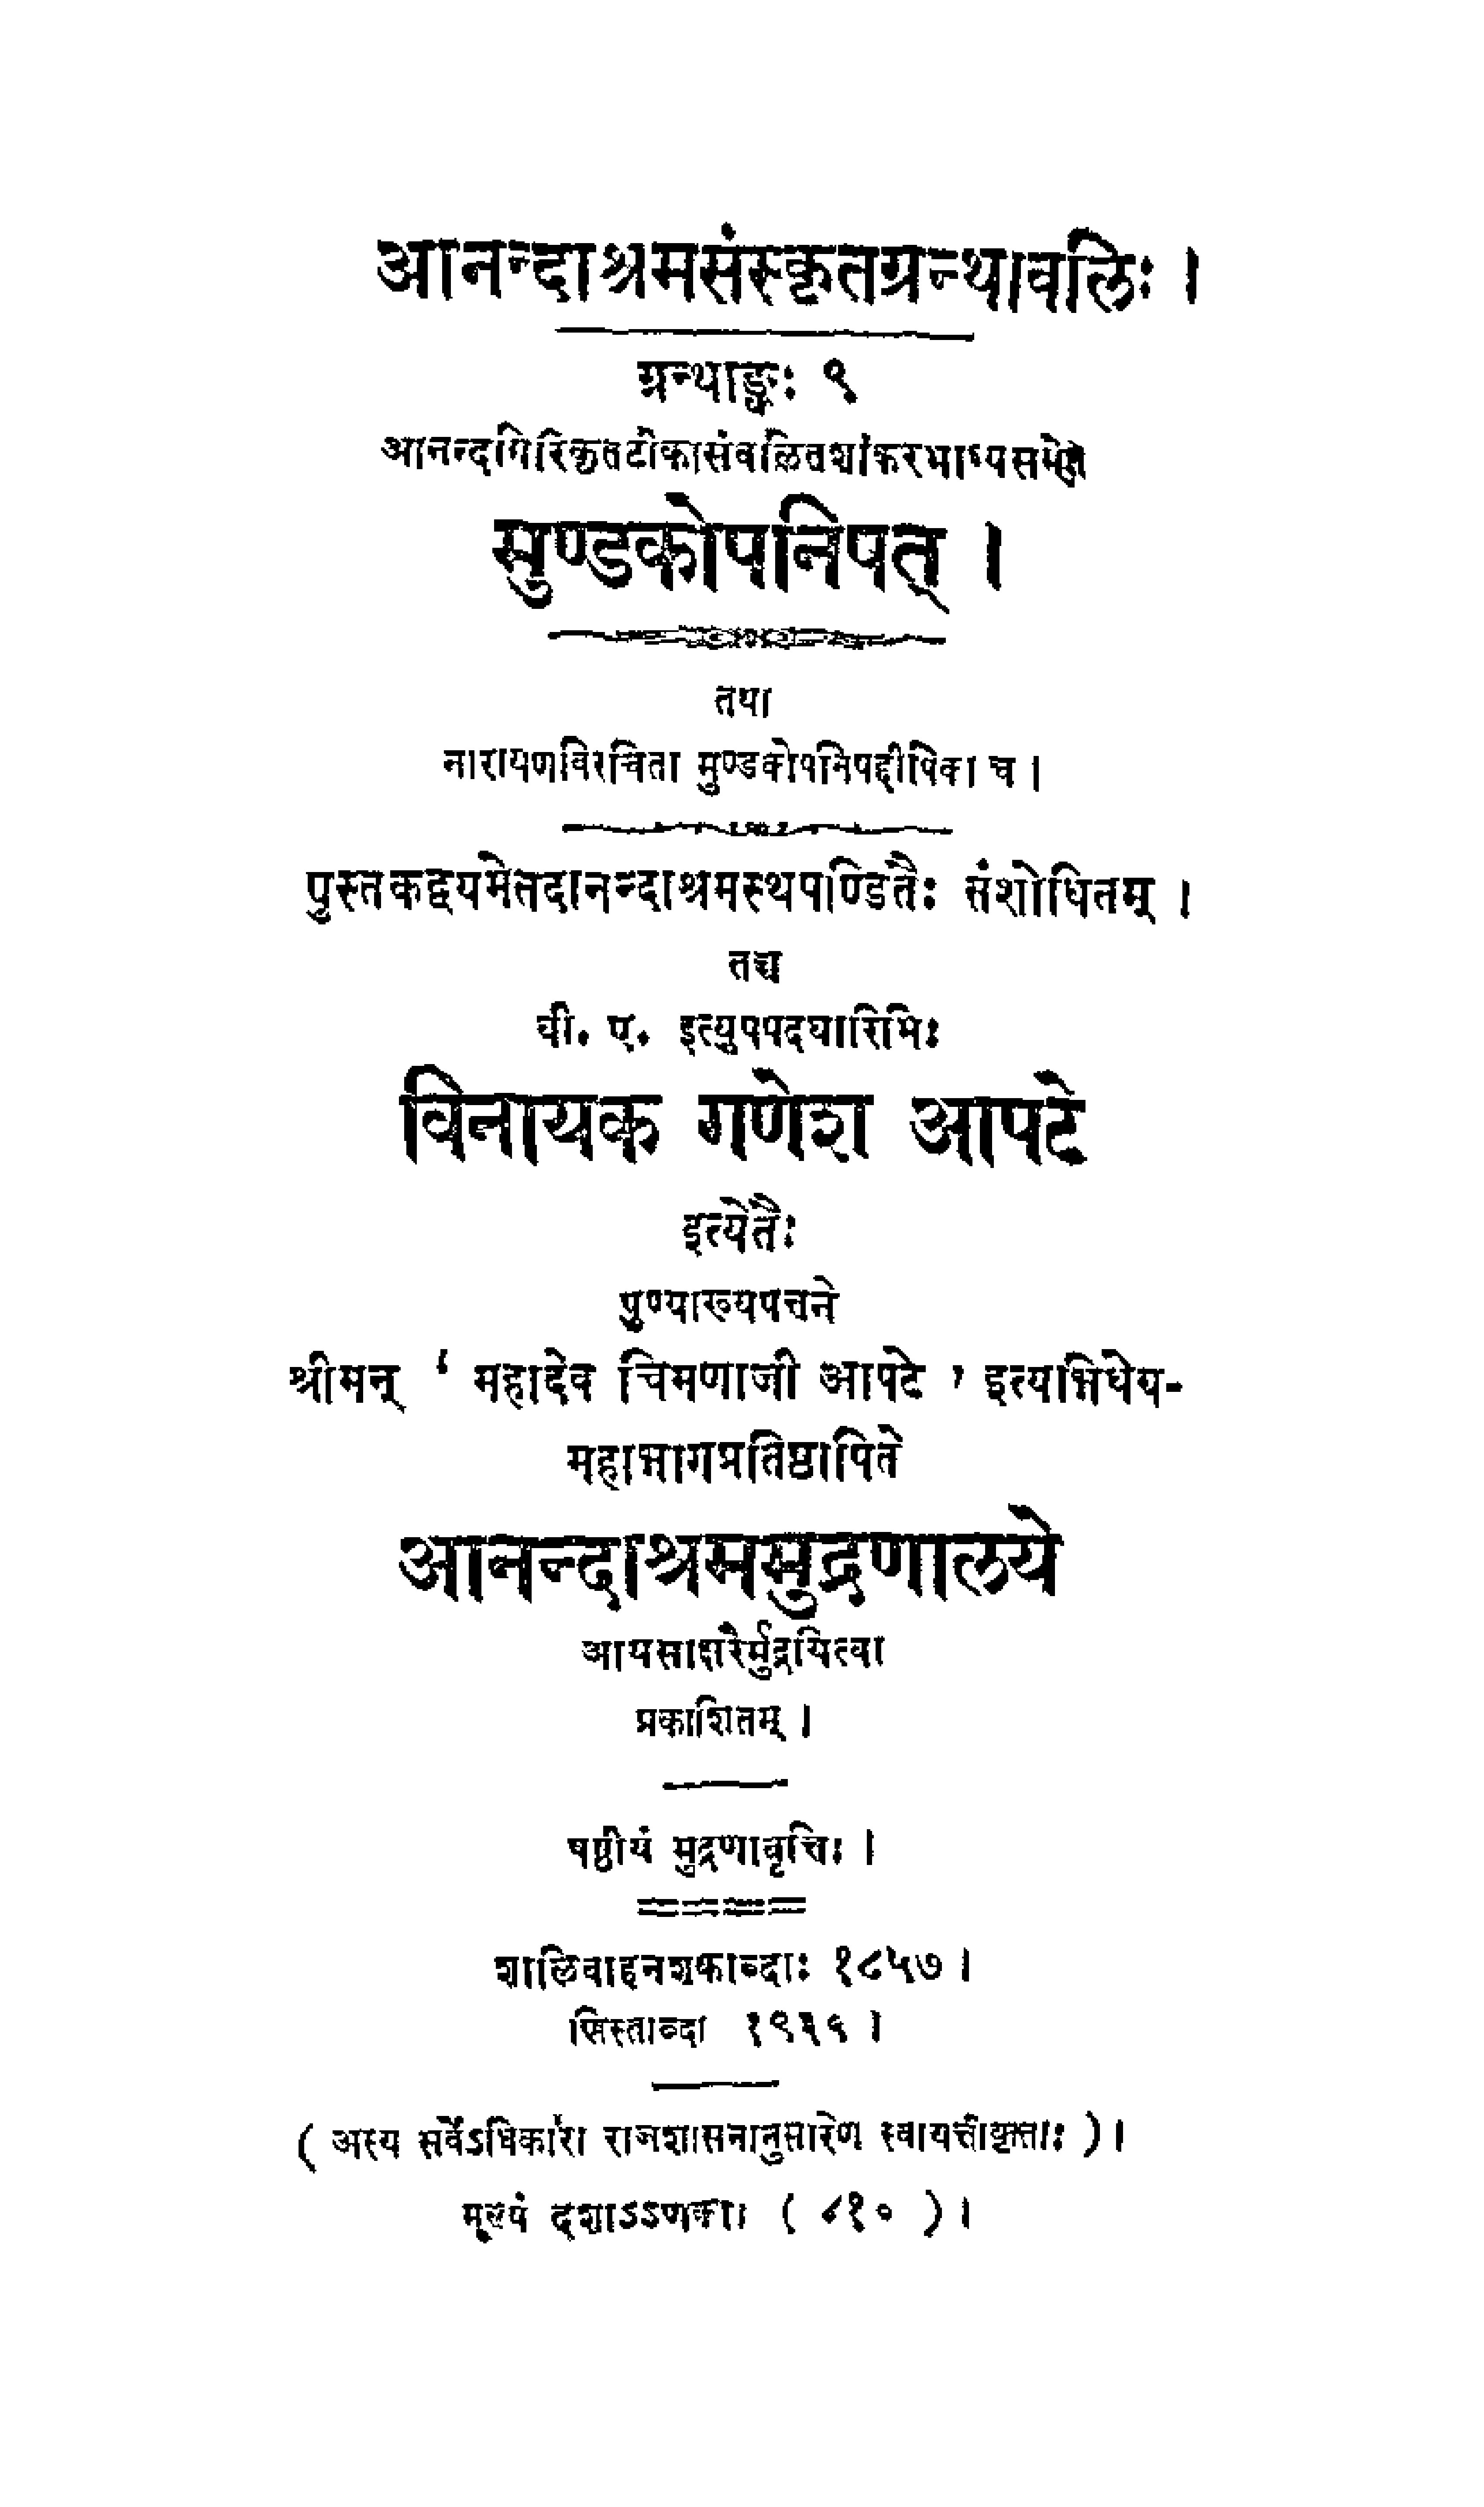 आनन्दाश्रमसंस्कृतग्रन्थावलिः ।
ग्रन्थाङ्कः ९
आनन्दगिरिकृतटीकासंवलितशांकरभाष्यसमेता
मुण्डकोपनिषत् ।
तथा
नारायणविरचिता मुण्डकोपनिषद्दीपिका च ।
पुस्तकद्वयमेतदानन्दाश्रमस्थपण्डितैः संशोधितम् ।
तच्च
बी. ए. इत्युपपदधारिभिः
विनायक गणेश आपटे
इत्येतैः
पुण्याख्यपत्तने
श्रीमन् ' महादेव चिमणाजी आपटे ' इत्यभिधेय-
महाभागप्रतिष्ठापिते
आनन्दाश्रममुद्रणालये
आयसाक्षरैर्मुद्रयित्वा
प्रकाशितम् ।
षष्ठीयं मुद्रणावृत्तिः ।
शालिवाहनशकाब्दाः १८५७ ।
ख्रिस्ताब्दाः ।
( अस्य सर्वेऽधिकारा राजशासनानुसारेण स्वायत्तीकृताः ) ।
मूल्यं दशाऽऽणकाः ( ८१० ) ।